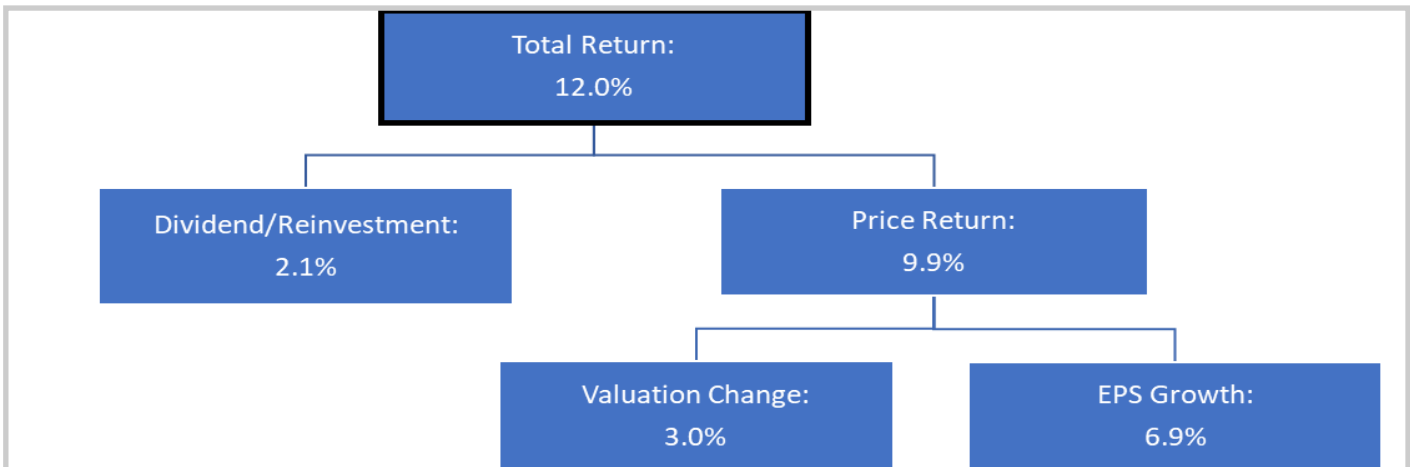 Total Return:
12.0%
Dividend/Reinvestment:
2.1%
Price Return:
9.9%
Valuation Change:
3.0%
EPS Growth:
6.9%